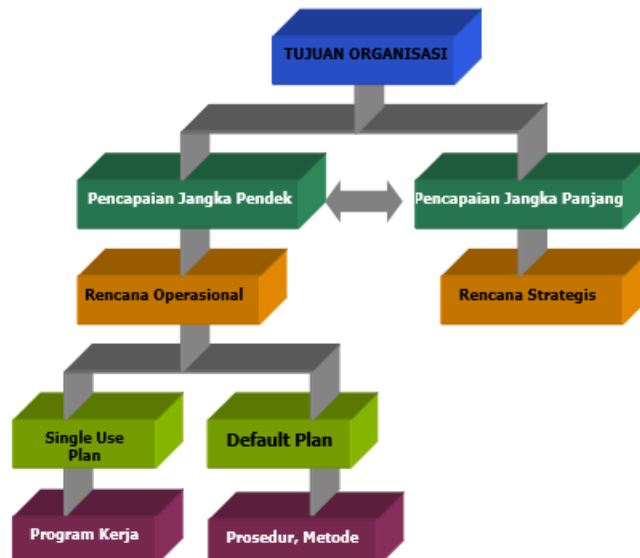 TUJUAN ORGANISASI
Pencapaian Jangka Pendek
Pencapaian Jangka Panjang
Rencana Operasional
Rencana Strategis
Single Use
Plan
Default Plan
Program Kerja
Prosedur, Metode